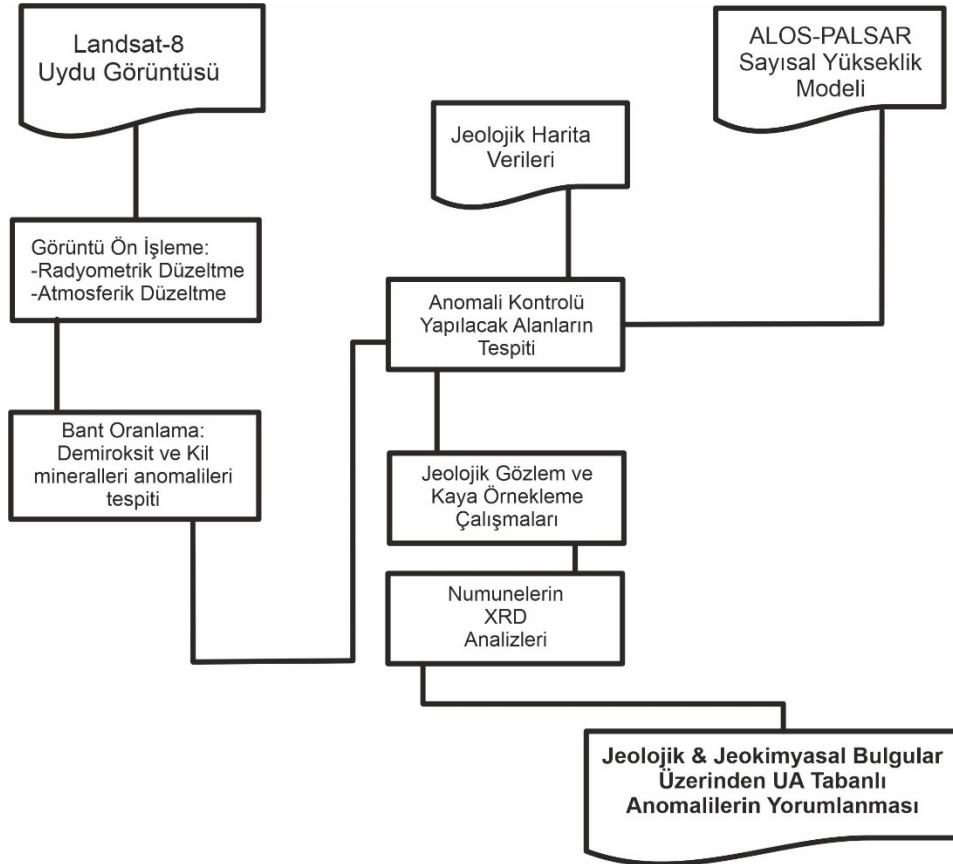 Landsat-8
Uydu Görüntüsü
ALOS-PALSAR
Sayısal Yükseklik
Modeli
Jeolojik Harita
Verileri
Görüntü Ön İşleme:
-Radyometrik Düzeltme
-Atmosferik Düzeltme
Anomali Kontrolü
Yapılacak Alanların
Tespiti
Bant Oranlama:
Demiroksit ve Kil
mineralleri anomalileri
tespiti
Jeolojik Gözlem ve
Kaya Örnekleme
Çalışmaları
Numunelerin
XRD
Analizleri
Jeolojik & Jeokimyasal Bulgular
Üzerinden UA Tabanlı
Anomalilerin Yorumlanması